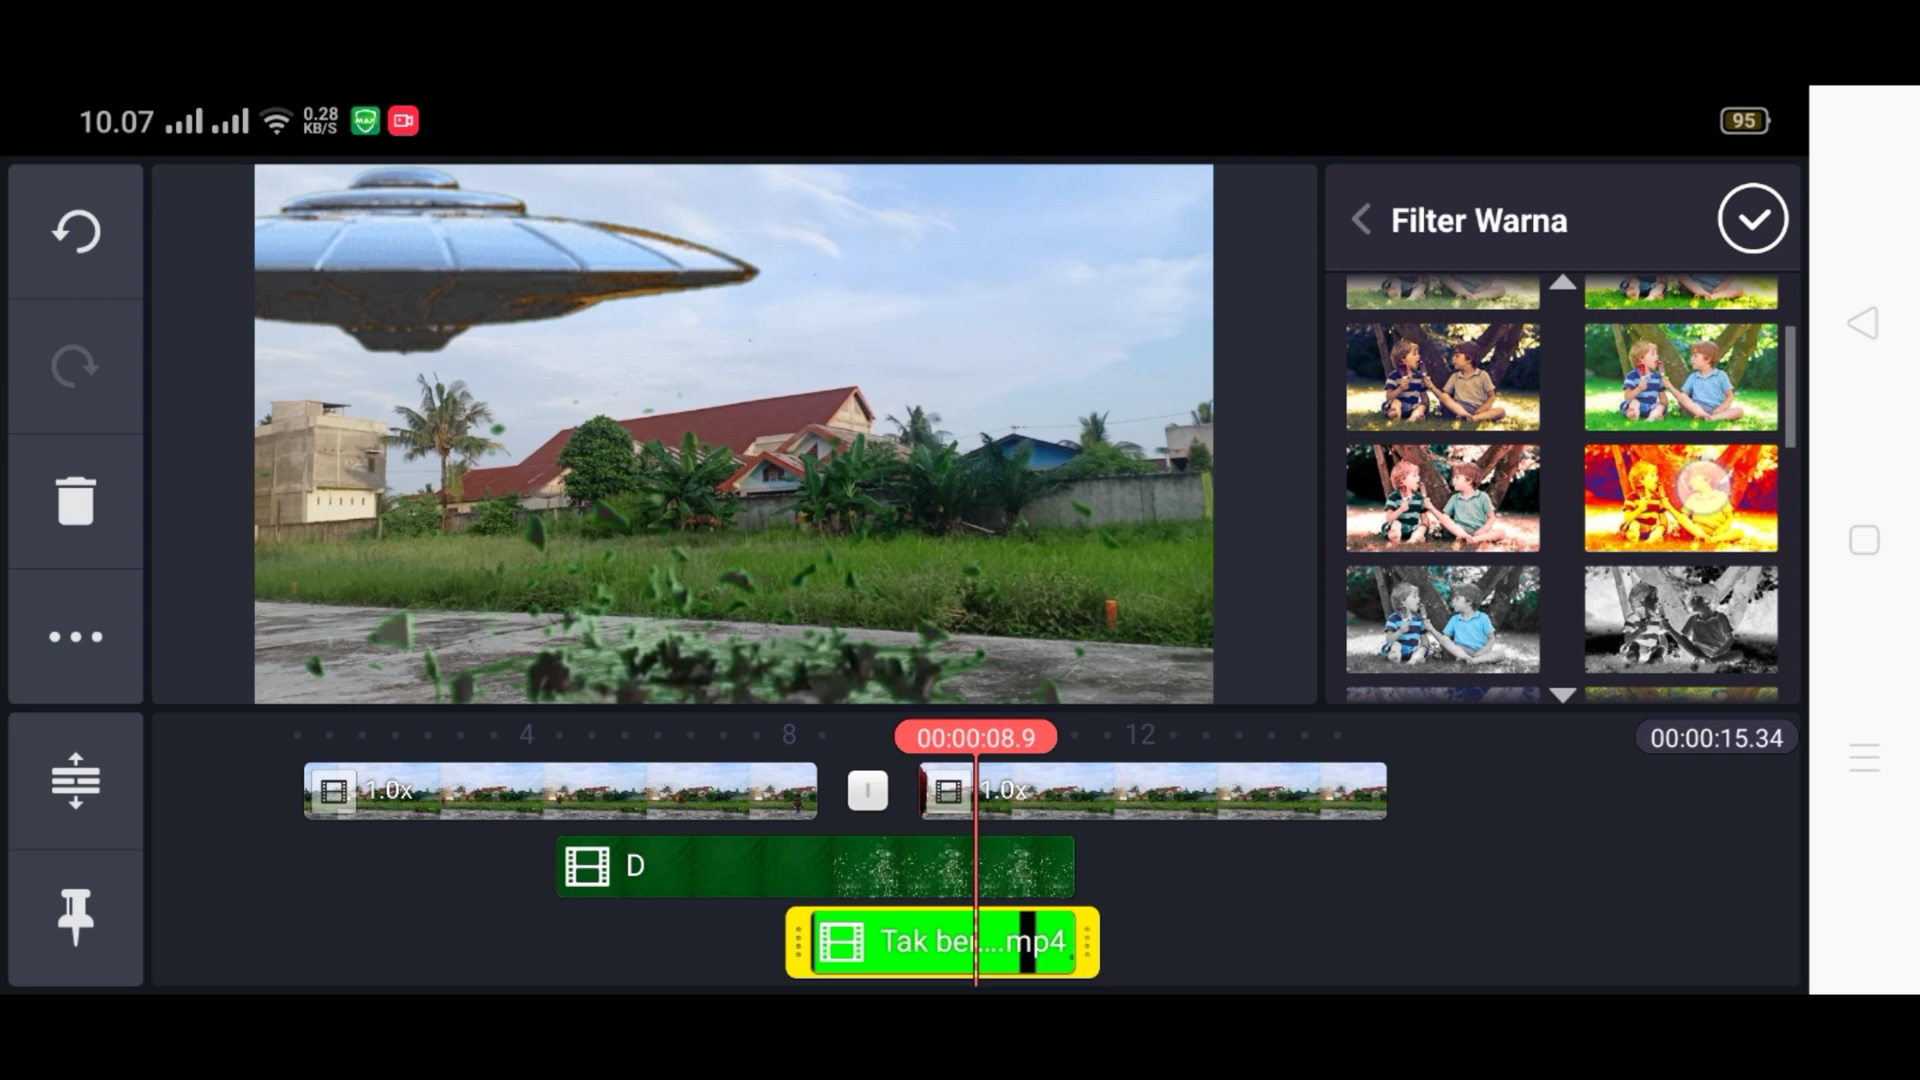 10.07
0.28
KB/S
MAX
95
Filter Warna
4
8
00:00:08.9
12
00:00:15.34
1.0x
1.0x
D
Tak be....mp4